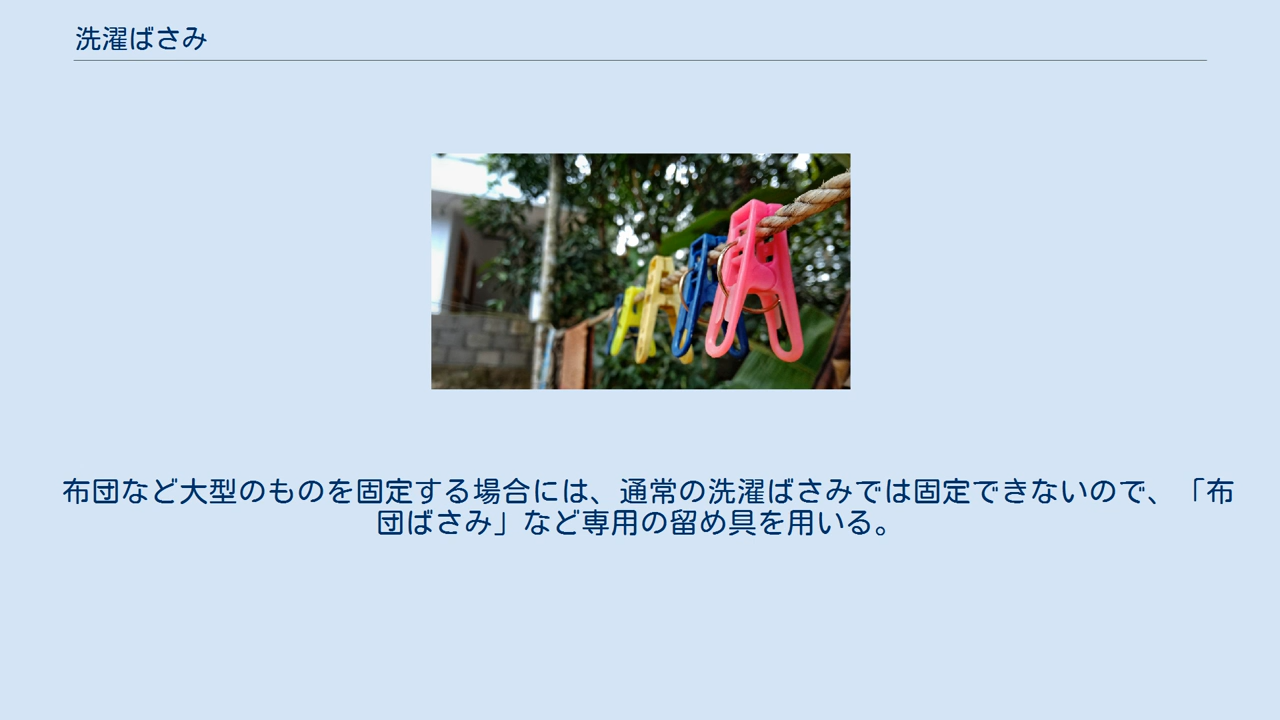 洗濯ばさみ
布団など大型のものを固定する場合には、通常の洗濯ばさみでは固定できないので、「布
団ばさみ」など専用の留め具を用いる。